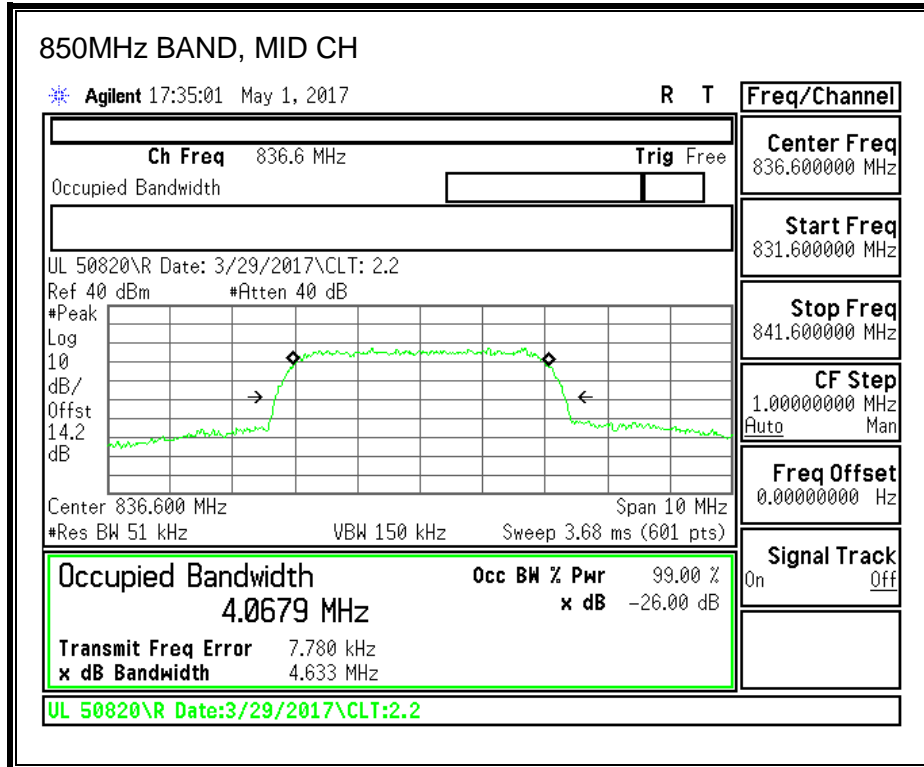 850MHz BAND, MID CH
Agilent 17:35:01 May 1, 2017 R T
Ch Freq 836.6 MHz Trig Free
Occupied Bandwidth
UL 50820\R Date: 3/29/2017\CLT: 2.2
Ref 40 dBm #Atten 40 dB
#Peak
Log
10
dB/
Offst
14.2
dB
Center 836.600 MHz Span 10 MHz
#Res BW 51 kHz VBW 150 kHz Sweep 3.68 ms (601 pts)
Occupied Bandwidth
4.0679 MHz
Occ BW % Pwr 99.00 %
x dB -26.00 dB
Transmit Freq Error 7.780 kHz
x dB Bandwidth 4.633 MHz
UL 50820\R Date:3/29/2017\CLT:2.2
Freq/Channel
Center Freq
836.600000 MHz
Start Freq
831.600000 MHz
Stop Freq
841.600000 MHz
CF Step
1.00000000 MHz
Auto Man
Freq Offset
0.00000000 Hz
Signal Track
On Off